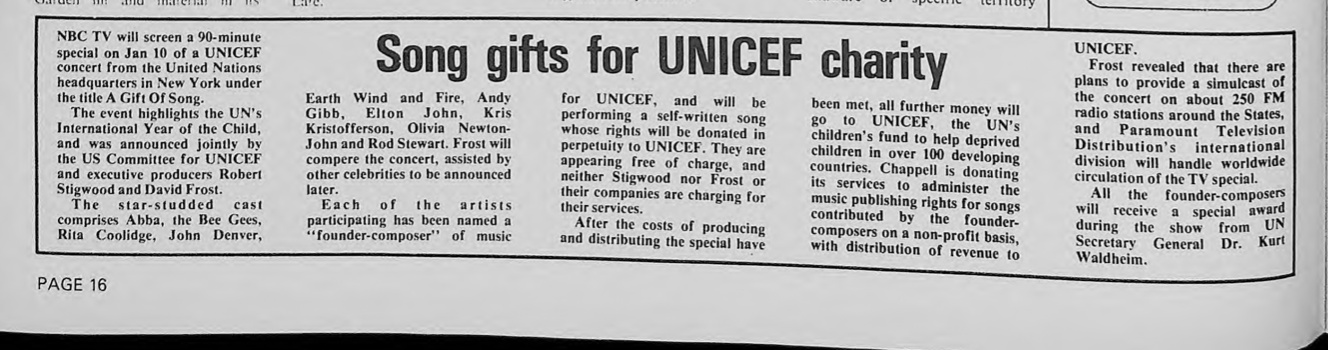 Garden and material in its
of specific territory
Song gifts for UNICEF charity
NBC TV will screen a 90-minute
special on Jan 10 of a UNICEF
concert from the United Nations
headquarters in New York under
the title A Gift Of Song.
The event highlights the UN's
International Year of the Child,
and was announced jointly by
the US Committee for UNICEF
and executive producers Robert
Stigwood and David Frost.
The star-studded cast
comprises Abba, the Bee Gees,
Rita Coolidge, John Denver,
Earth Wind and Fire, Andy
Gibb, Elton John, Kris
Kristofferson, Olivia Newton-
John and Rod Stewart. Frost will
compere the concert, assisted by
other celebrities to be announced
later.
Each of the artists
participating has been named a
"founder-composer" of music
for UNICEF, and will be
performing a self-written song
whose rights will be donated in
perpetuity to UNICEF. They are
appearing free of charge, and
neither Stigwood nor Frost or
their companies are charging for
their services.
After the costs of producing
and distributing the special have
been met, all further money will
go to UNICEF, the UN's
children's fund to help deprived
children in over 100 developing
countries. Chappell is donating
its services to administer the
music publishing rights for songs
contributed by the founder-
composers on a non-profit basis,
with distribution of revenue to
UNICEF.
Frost revealed that there are
plans to provide a simulcast of
the concert on about 250 FM
radio stations around the States,
and Paramount Television
Distribution's international
division will handle worldwide
circulation of the TV special.
All the founder-composers
will receive a special award
during the show from UN
Secretary General Dr. Kurt
Waldheim.
PAGE 16